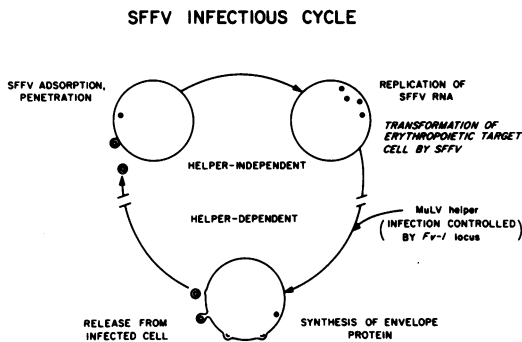 SFFV INFECTIOUS CYCLE
SFFV ADSORPTION,
PENETRATION
REPLICATION OF
SFFV RNA
TRANSFORMATION OF
ERYTHROPOIETIC TARGET
CELL BY SFFV
HELPER-INDEPENDENT
HELPER-DEPENDENT
MuLV helper
(INFECTION CONTROLLED
BY Fv-1 locus)
RELEASE FROM
INFECTED CELL
SYNTHESIS OF ENVELOPE
PROTEIN